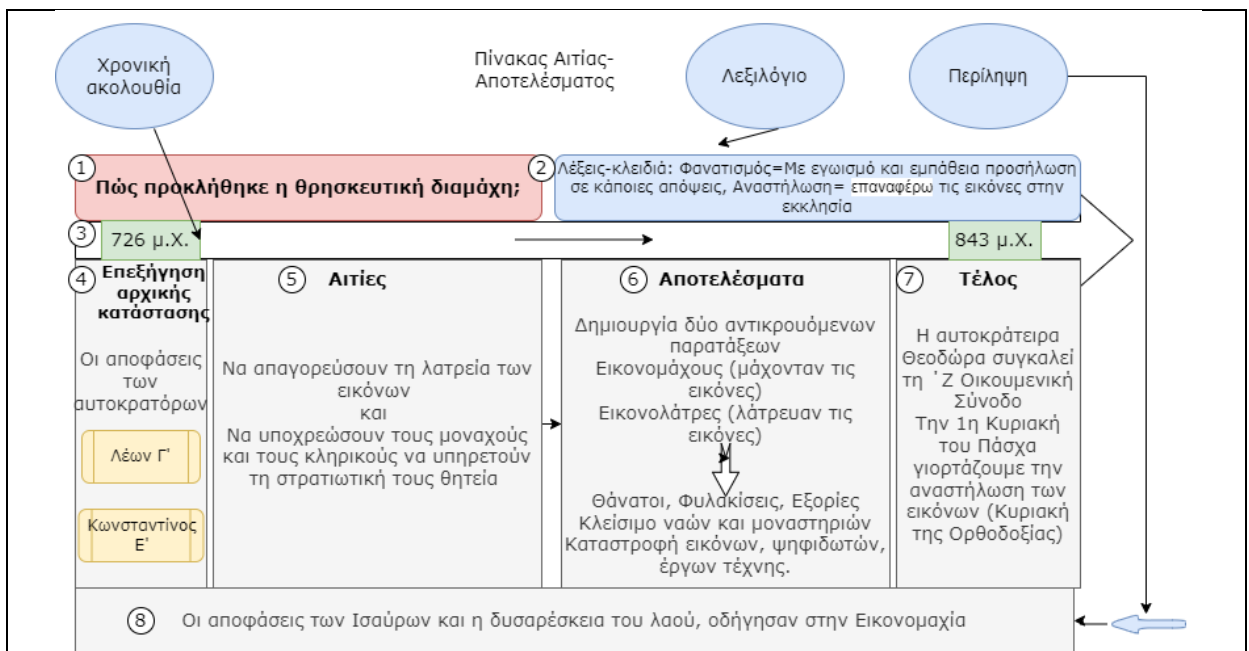 Χρονική
ακολουθία
Πίνακας Αιτίας-
Αποτελέσματος
Λεξιλόγιο
Περίληψη
1
Πώς προκλήθηκε η θρησκευτική διαμάχη;
2
Λέξεις-κλειδιά: Φανατισμός=Με εγωισμό και εμπάθεια προσήλωση
σε κάποιες απόψεις, Αναστήλωση= επαναφέρω τις εικόνες στην
εκκλησία
3
726 μ.Χ.
843 μ.Χ.
4
Επεξήγηση
αρχικής
κατάστασης
Οι αποφάσεις
των
αυτοκρατόρων
Λέων Γ'
Κωνσταντίνος
Ε'
5
Αιτίες
Να απαγορεύσουν τη λατρεία των
εικόνων
και
Να υποχρεώσουν τους μοναχούς
και τους κληρικούς να υπηρετούν
τη στρατιωτική τους θητεία
6
Αποτελέσματα
Δημιουργία δύο αντικρουόμενων
παρατάξεων
Εικονομάχους (μάχονταν τις
εικόνες)
Εικονολάτρες (λάτρευαν τις
εικόνες)
Θάνατοι, Φυλακίσεις, Εξορίες
Κλείσιμο ναών και μοναστηριών
Καταστροφή εικόνων, ψηφιδωτών,
έργων τέχνης.
7
Τέλος
Η αυτοκράτειρα
Θεοδώρα συγκαλεί
τη ΄Ζ Οικουμενική
Σύνοδο
Την 1η Κυριακή
του Πάσχα
γιορτάζουμε την
αναστήλωση των
εικόνων (Κυριακή
της Ορθοδοξίας)
8
Οι αποφάσεις των Ισαύρων και η δυσαρέσκεια του λαού, οδήγησαν στην Εικονομαχία